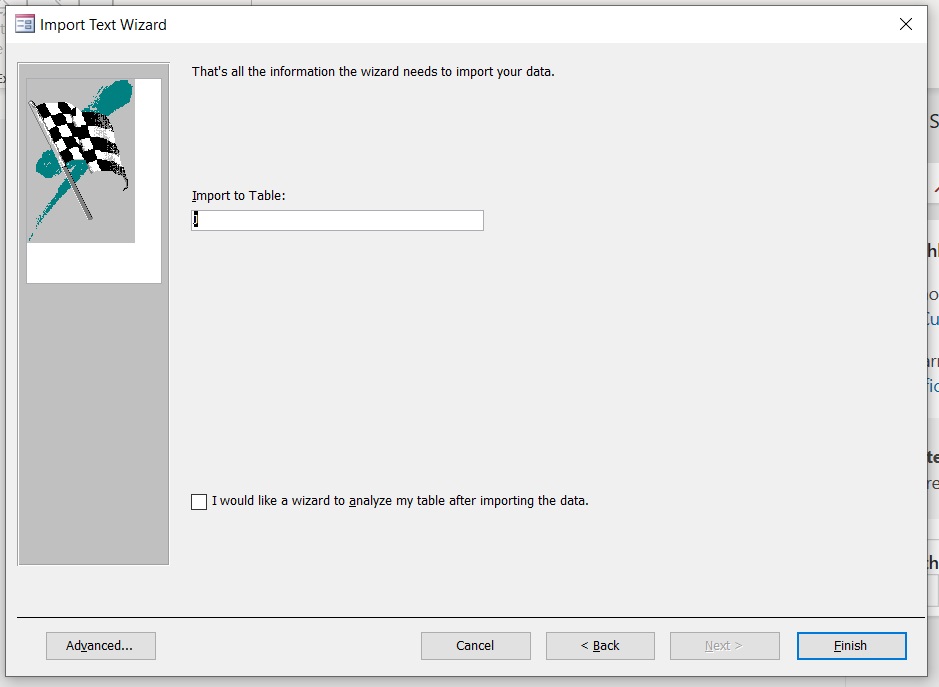 Import Text Wizard
That's all the information the wizard needs to import your data.
Import to Table:
I would like a wizard to analyze my table after importing the data.
Advanced...
Cancel
< Back
Next >
Finish